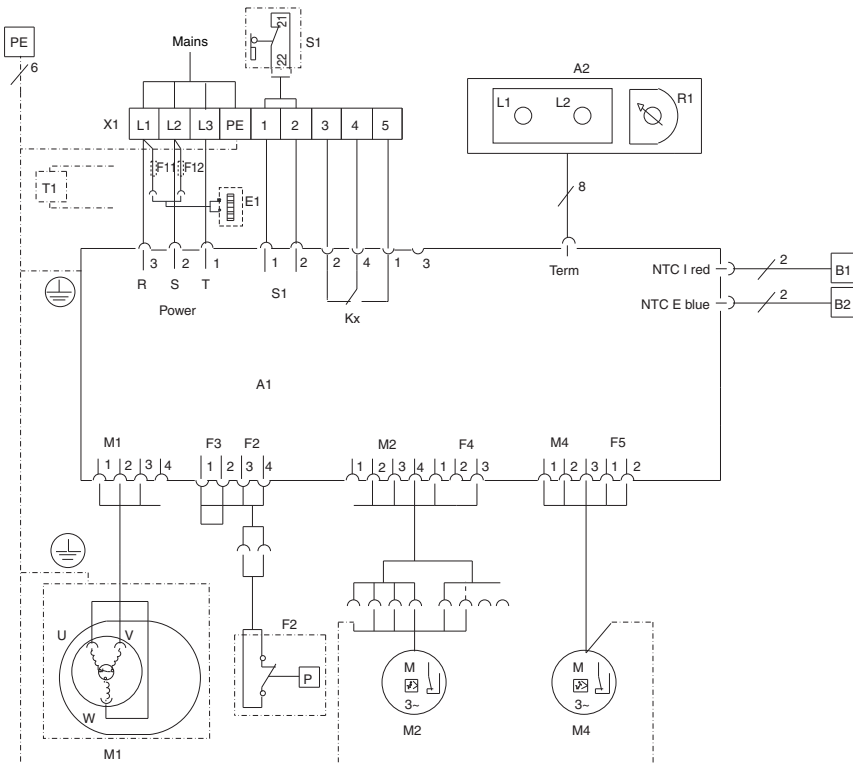 PE
6
Mains
21
22
S1
A2
L1
L2
R1
X1
L1
L2
L3
PE
1
2
3
4
5
F11
F12
T1
E1
8
3
2
1
1
2
2
4
1
3
R
S
T
S1
Kx
Power
Term
NTC I red
2
B1
NTC E blue
2
B2
A1
M1
F3
F2
M2
F4
M4
F5
1
2
3
4
1
2
3
4
1
2
3
4
1
2
3
1
2
3
1
2
U
V
W
M1
F2
P
M
3~
M2
M
3~
M4